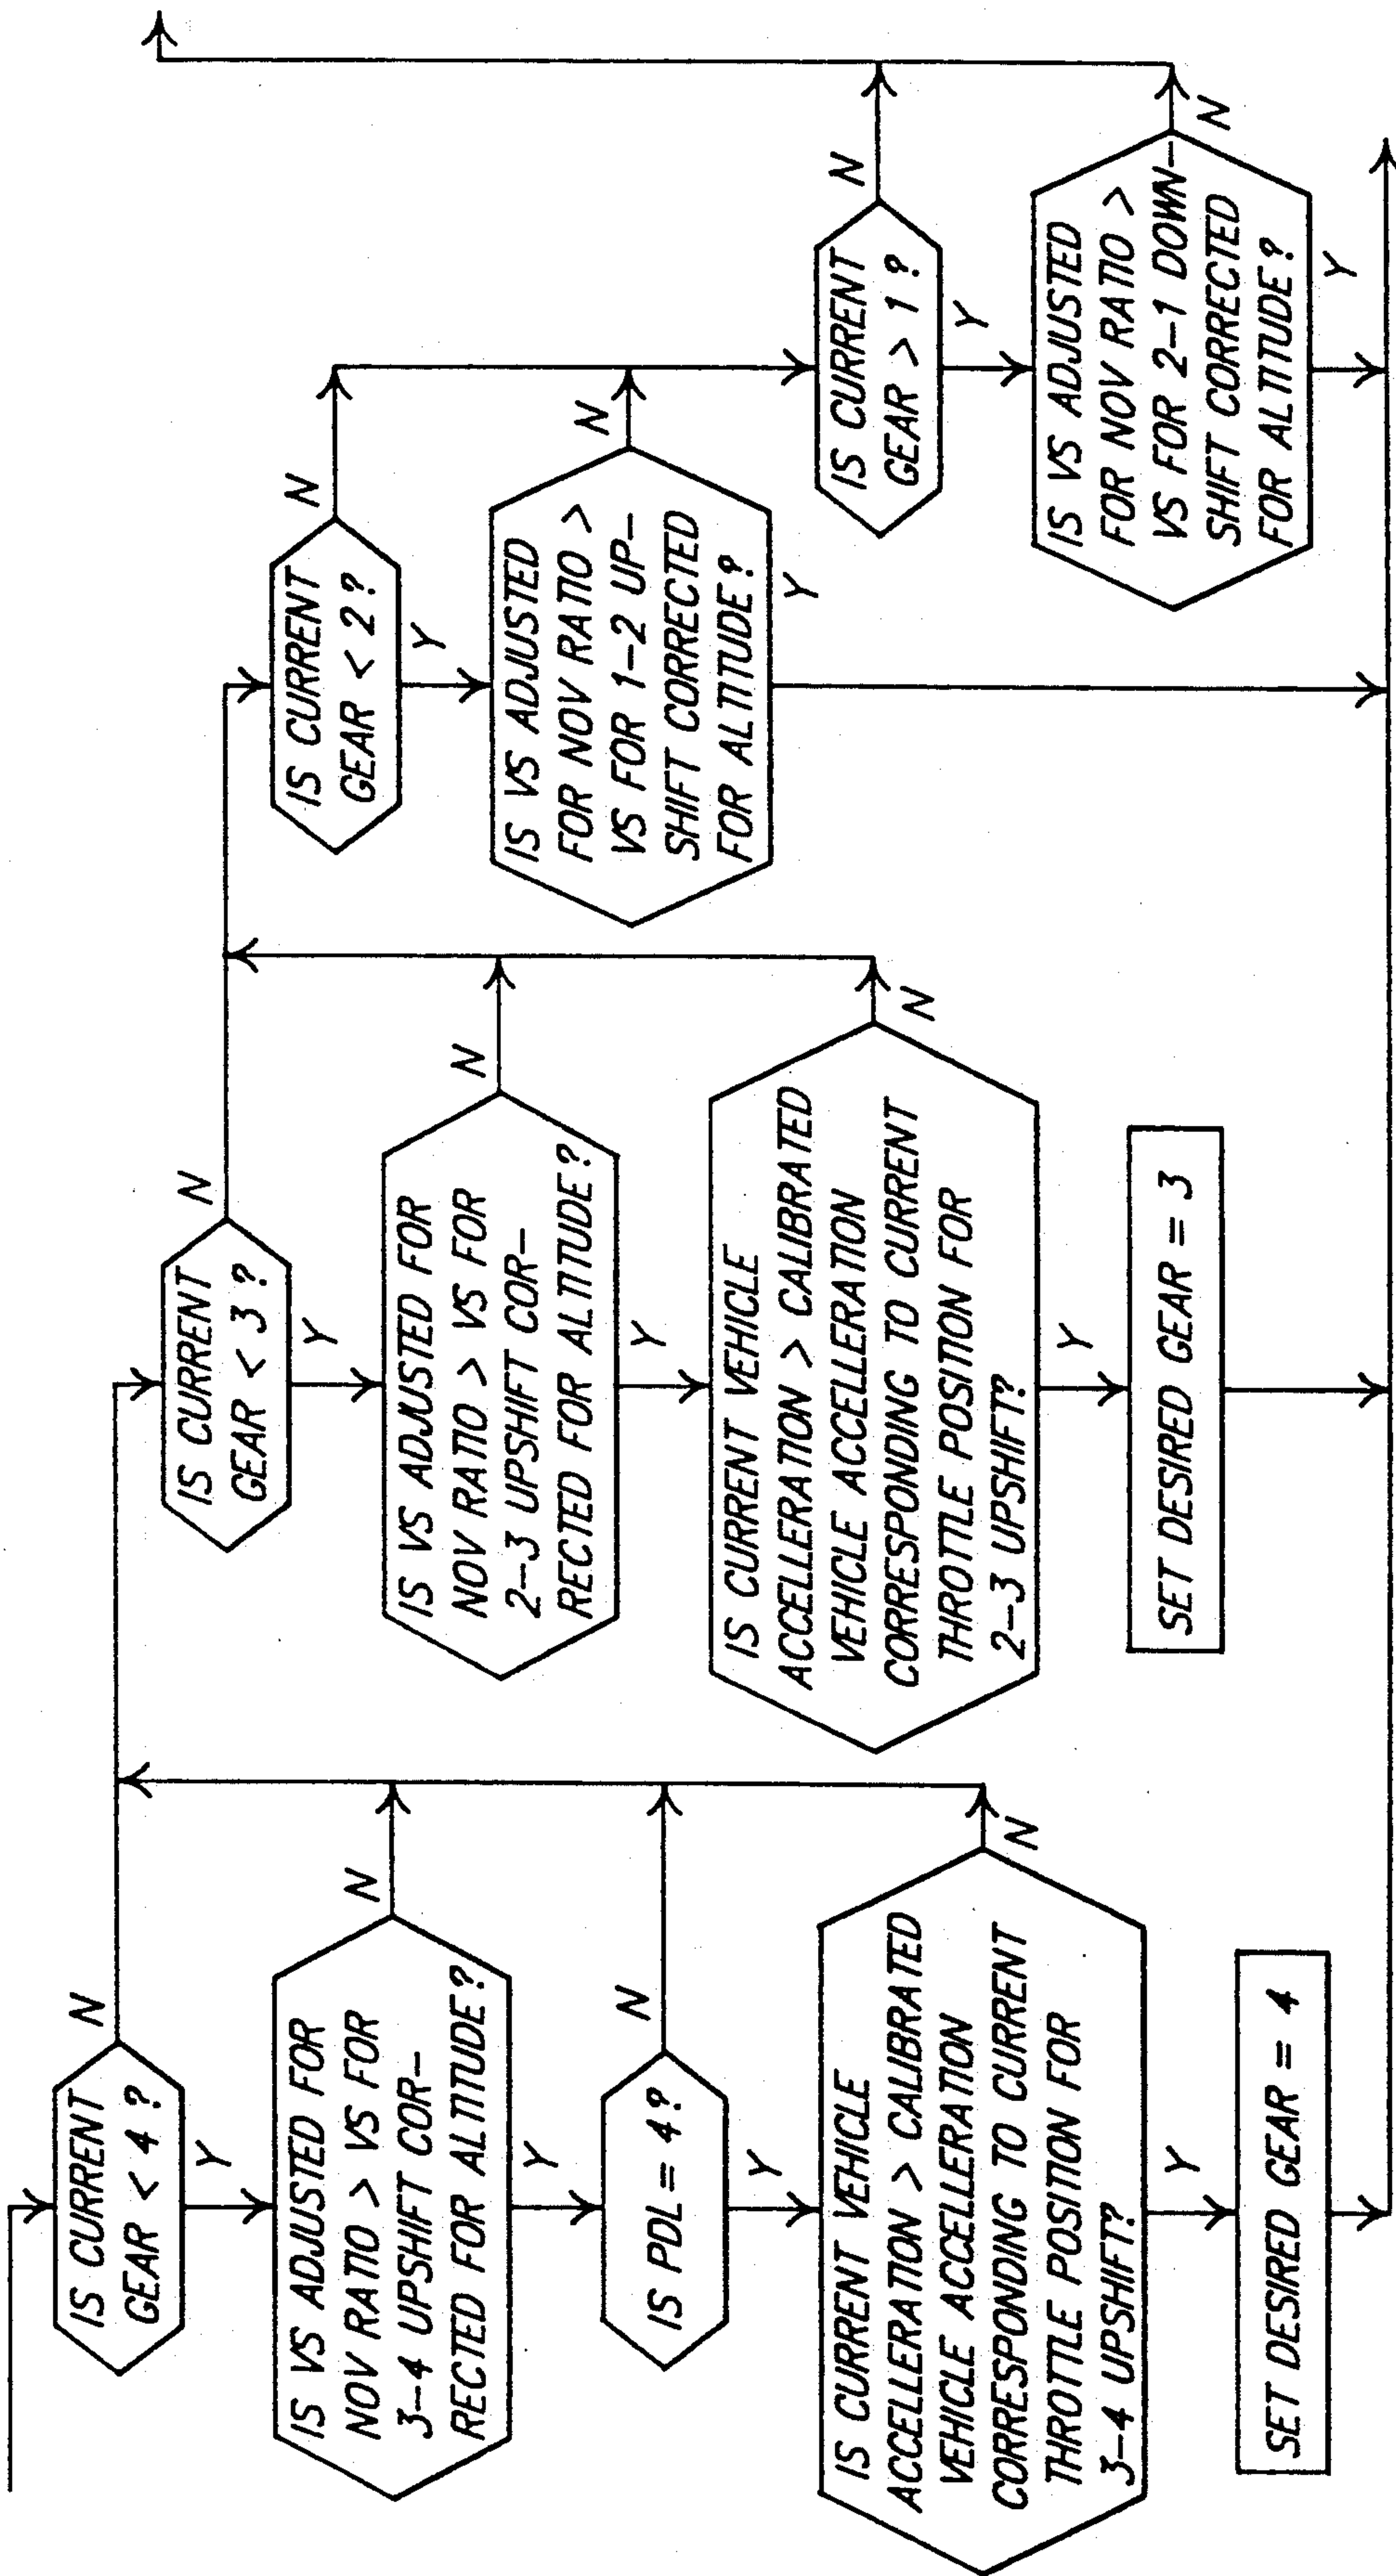 IS CURRENT
GEAR < 4 ?
N
Y
IS VS ADJUSTED FOR
NOV RATIO > VS FOR
3-4 UPSHIFT COR-
RECTED FOR ALTITUDE?
N
Y
IS PDL = 4?
N
Y
IS CURRENT VEHICLE
ACCELLERATION > CALIBRATED
VEHICLE ACCELLERATION
CORRESPONDING TO CURRENT
THROTTLE POSITION FOR
3-4 UPSHIFT?
N
Y
SET DESIRED GEAR = 4
IS CURRENT
GEAR < 3 ?
N
Y
IS VS ADJUSTED FOR
NOV RATIO > VS FOR
2-3 UPSHIFT COR-
RECTED FOR ALTITUDE?
N
Y
IS CURRENT VEHICLE
ACCELLERATION > CALIBRATED
VEHICLE ACCELLERATION
CORRESPONDING TO CURRENT
THROTTLE POSITION FOR
2-3 UPSHIFT?
N
Y
SET DESIRED GEAR = 3
IS CURRENT
GEAR < 2 ?
N
Y
IS VS ADJUSTED
FOR NOV RATIO >
VS FOR 1-2 UP-
SHIFT CORRECTED
FOR ALTITUDE?
N
Y
IS CURRENT
GEAR > 1 ?
N
Y
IS VS ADJUSTED
FOR NOV RATIO >
VS FOR 2-1 DOWN-
SHIFT CORRECTED
FOR ALTITUDE?
N
Y